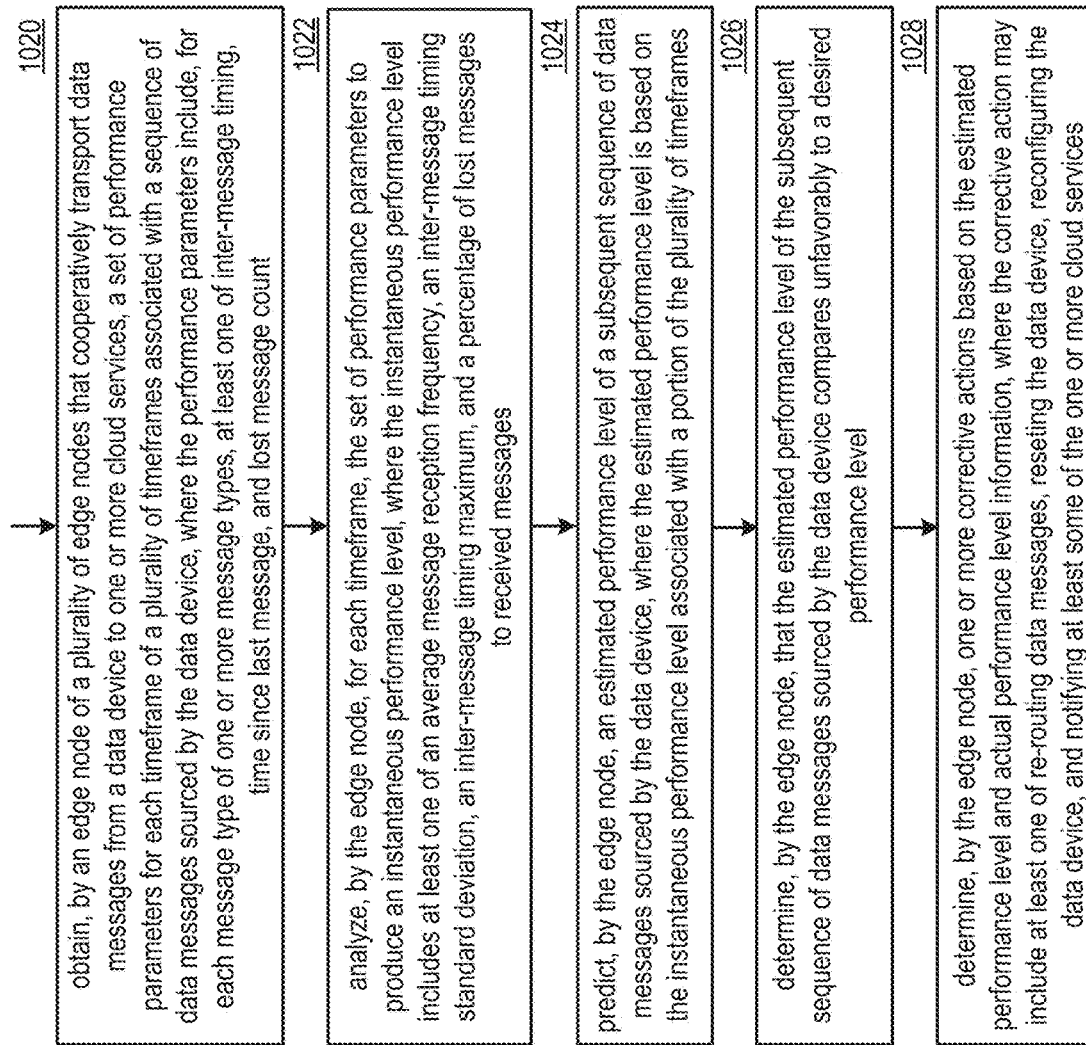 1020
obtain, by an edge node of a plurality of edge nodes that cooperatively transport data
messages from a data device to one or more cloud services, a set of performance
parameters for each timeframe of a plurality of timeframes associated with a sequence of
data messages sourced by the data device, where the performance parameters include, for
each message type of one or more message types, at least one of inter-message, timing,
time since last message, and lost message count
1022
analyze, by the edge node, for each timeframe, the set of performance parameters to
produce an instantaneous performance level, where the instantaneous performance level
includes at least one of an average message reception frequency, an inter-message timing
standard deviation, an inter-message timing maximum, and a percentage of lost messages
to received messages
1024
predict, by the edge node, an estimated performance level of a subsequent sequence of data
messages sourced by the data device, where the estimated performance level is based on
the instantaneous performance level associated with a portion of the plurality of timeframes
1026
determine, by the edge node, that the estimated performance level of the subsequent
sequence of data messages sourced by the data device compares unfavorably to a desired
performance level
1028
determine, by the edge node, one or more corrective actions based on the estimated
performance level and actual performance level information, where the corrective action may
include at least one of re-routing data messages, reseting the data device, reconfiguring the
data device, and notifying at least some of the one or more cloud services